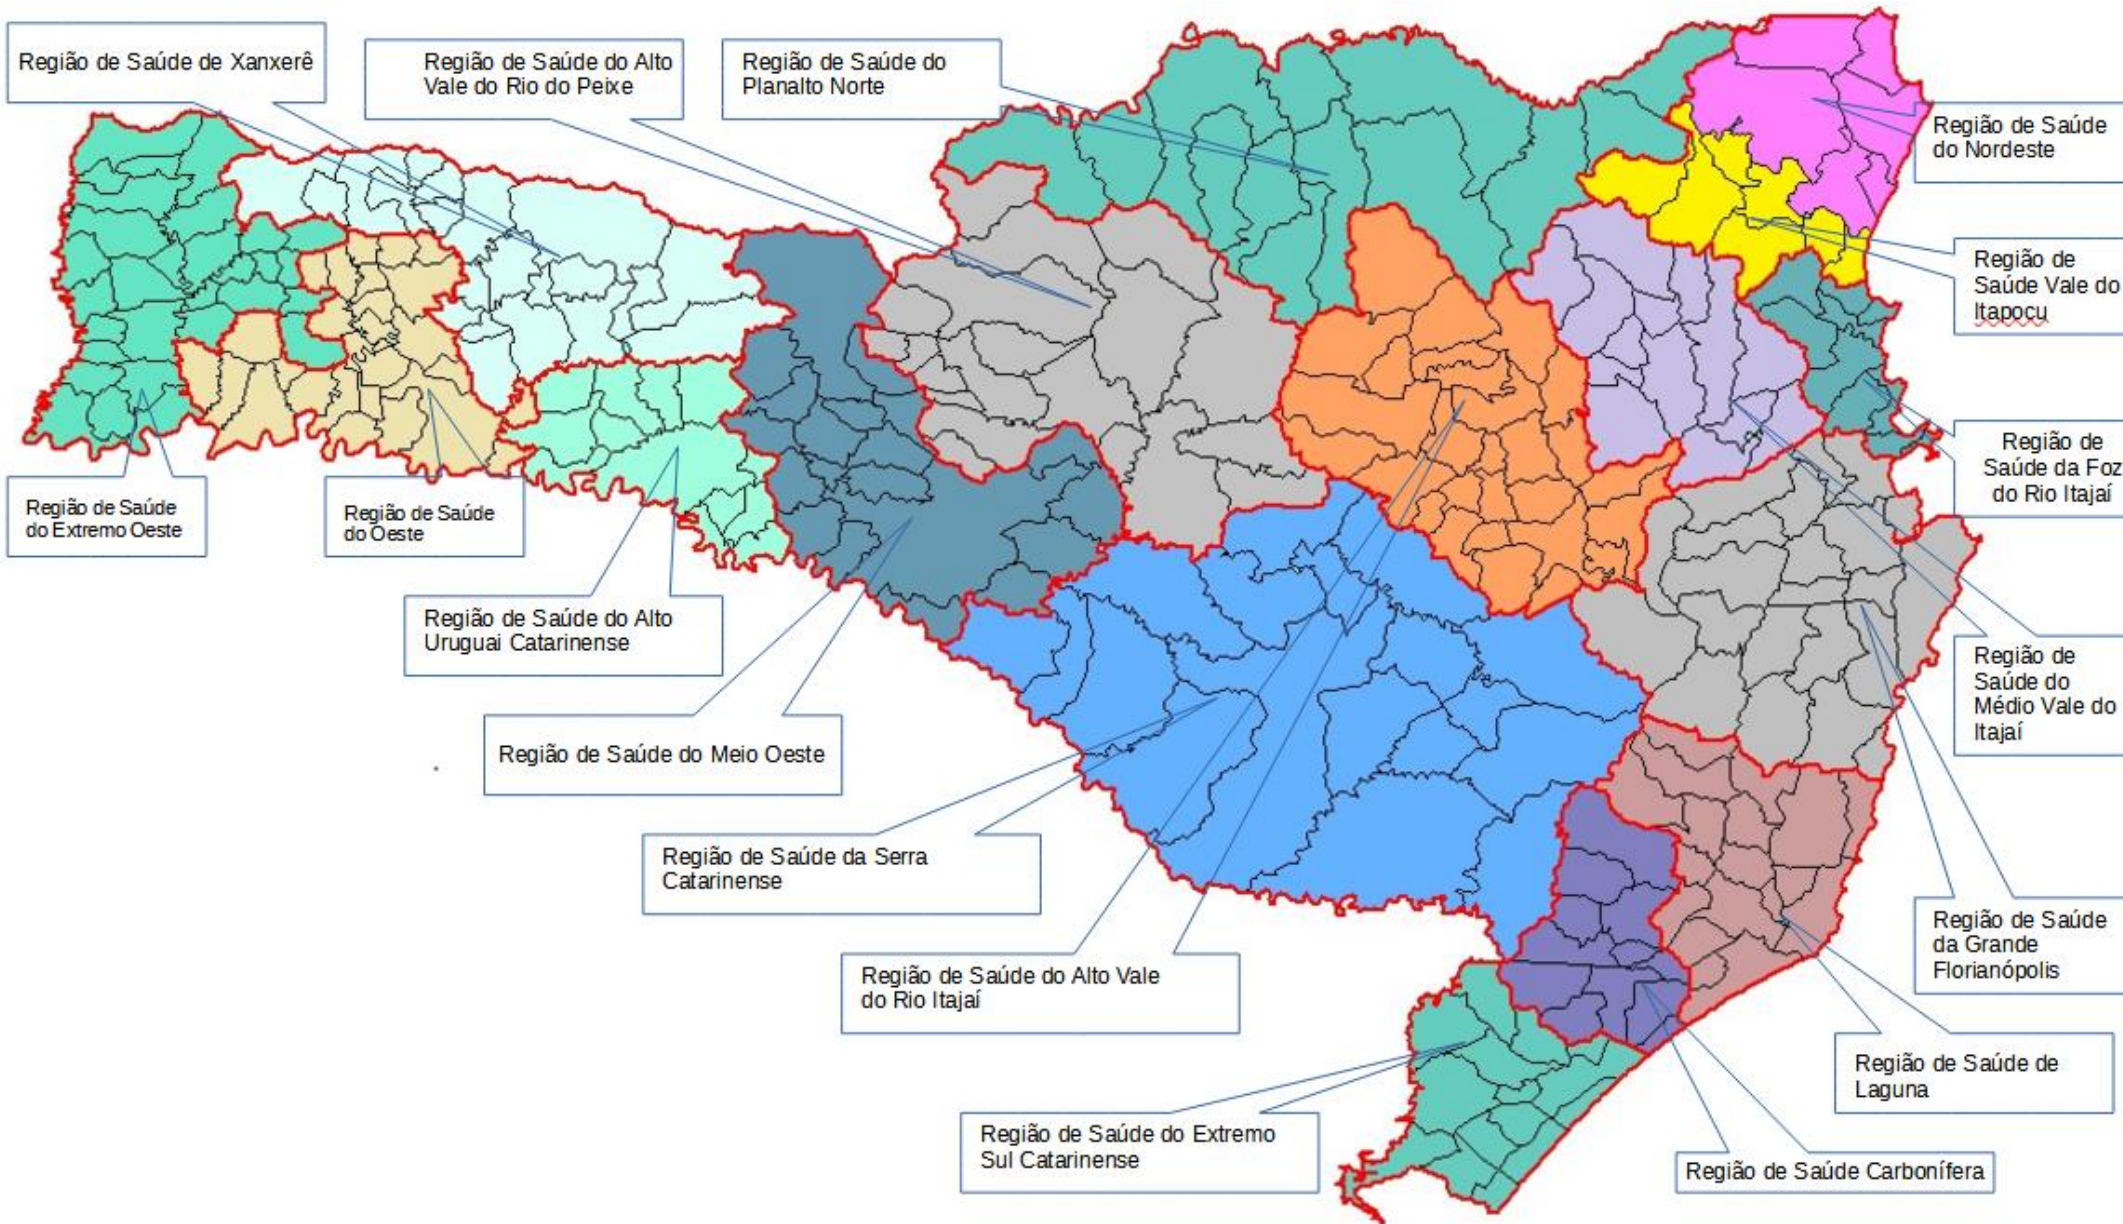 Região de Saúde de Xanxerê
Região de Saúde do Alto
Vale do Rio do Peixe
Região de Saúde do
Planalto Norte
Região de Saúde
do Nordeste
Região de
Saúde Vale do
Itapocu
Região de
Saúde da Foz
do Rio Itajaí
Região de Saúde
do Extremo Oeste
Região de Saúde
do Oeste
Região de Saúde do Alto
Uruguai Catarinense
Região de
Saúde do
Médio Vale do
Itajaí
Região de Saúde do Meio Oeste
Região de Saúde da Serra
Catarinense
Região de Saúde
da Grande
Florianópolis
Região de Saúde do Alto Vale
do Rio Itajaí
Região de Saúde de
Laguna
Região de Saúde do Extremo
Sul Catarinense
Região de Saúde Carbonífera